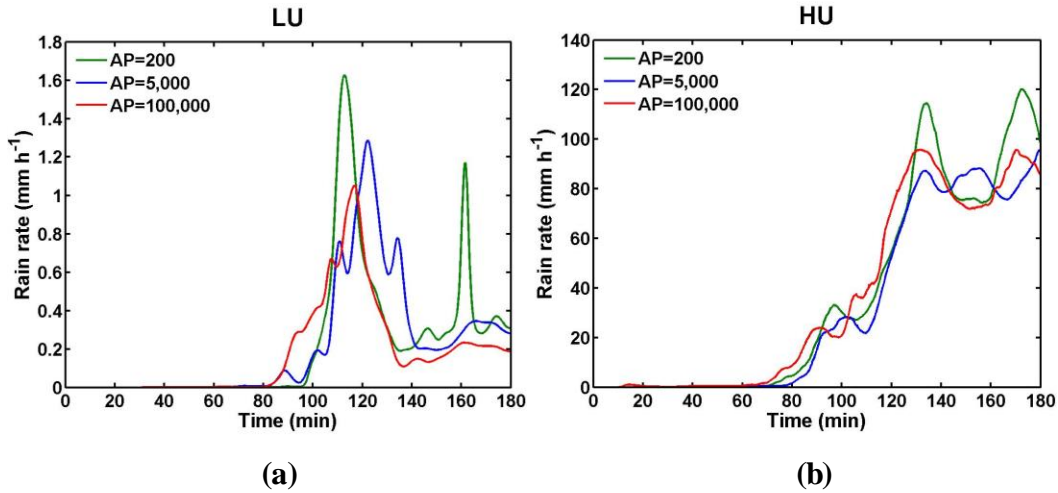 LU
1.8
1.6
1.4
1.2
1
0.8
0.6
0.4
0.2
0
Rain rate (mm h⁻¹)
AP=200
AP=5,000
AP=100,000
0 20 40 60 80 100 120 140 160 180
Time (min)
(a)
HU
140
120
100
80
60
40
20
0
Rain rate (mm h⁻¹)
AP=200
AP=5,000
AP=100,000
0 20 40 60 80 100 120 140 160 180
Time (min)
(b)